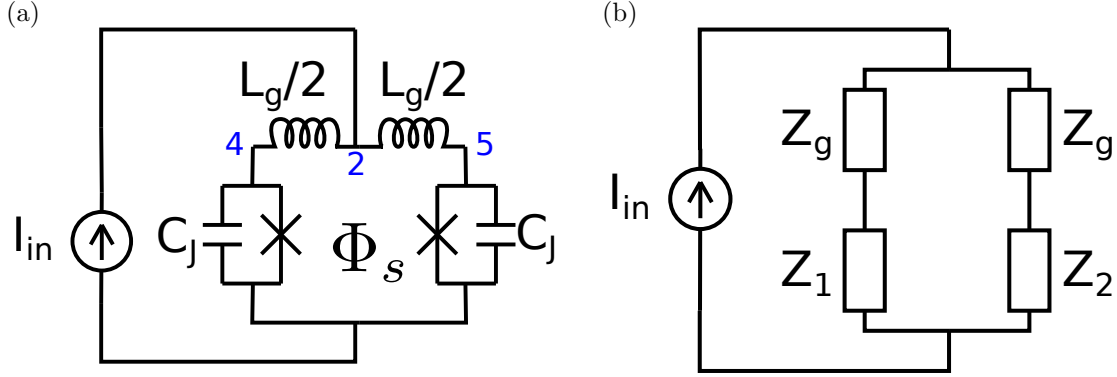 (a)
(b)
L_g/2 L_g/2
4 2 5
I_in
C_J
Φ_s
C_J
I_in
Z_g
Z_g
Z_1
Z_2